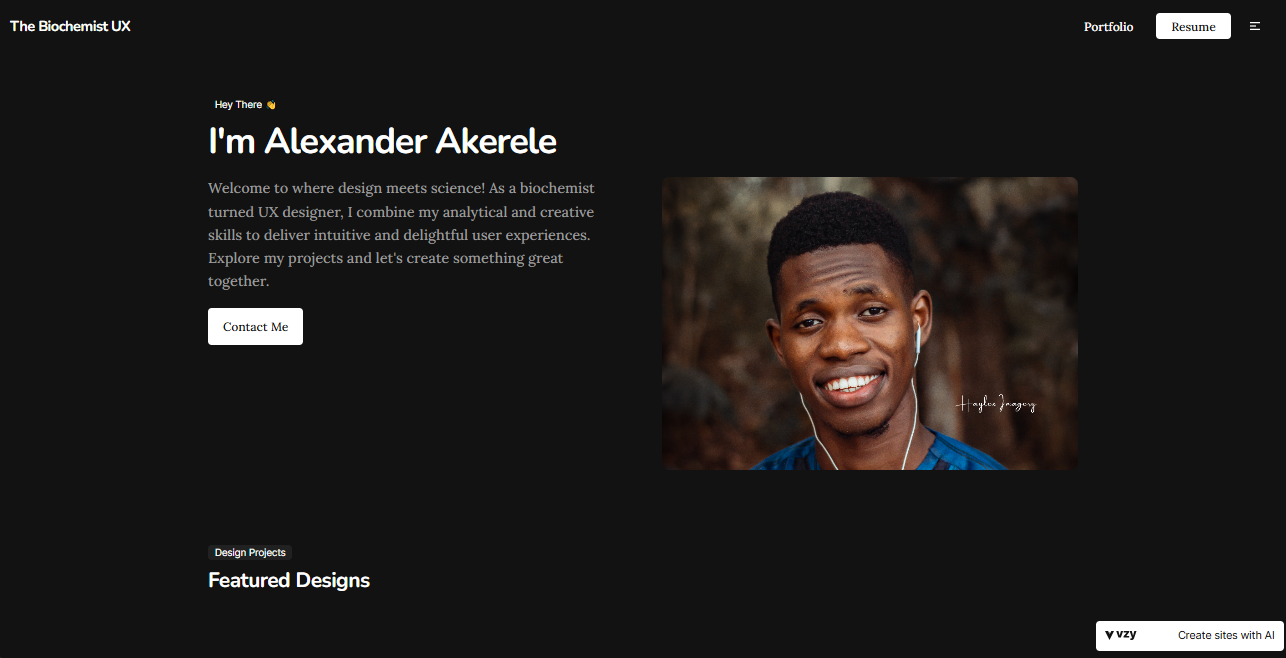 The Biochemist UX
Portfolio
Resume
Hey There 👋
I'm Alexander Akerele
Welcome to where design meets science! As a biochemist
turned UX designer, I combine my analytical and creative
skills to deliver intuitive and delightful user experiences.
Explore my projects and let's create something great
together.
Contact Me
Haylee Imagery
Design Projects
Featured Designs
vzy
Create sites with AI